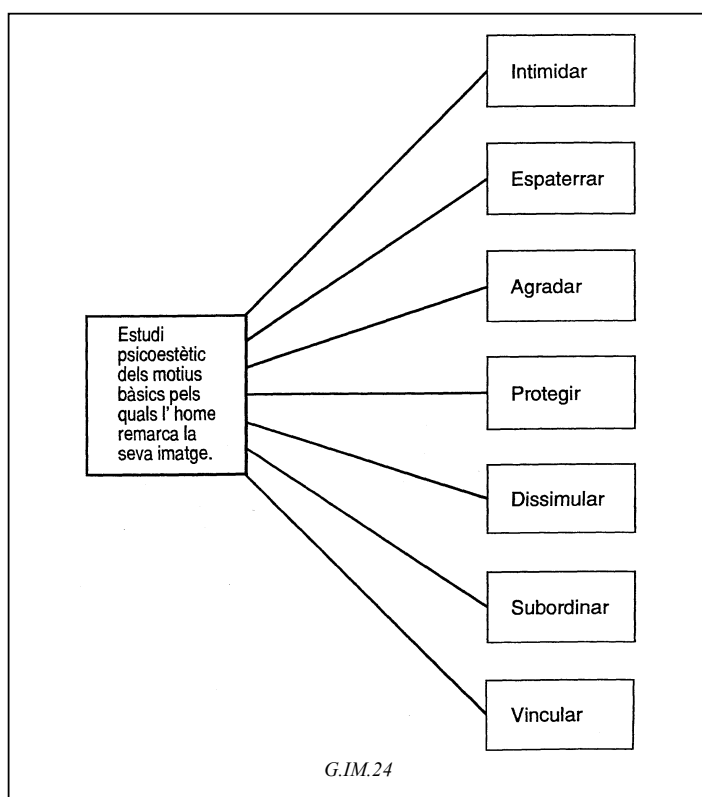 Intimidar
Espaterrar
Agradar
Estudi
psicoestètic
dels motius
bàsics pels
quals l' home
remarca la
seva imatge.
Protegir
Dissimular
Subordinar
Vincular
G.IM.24